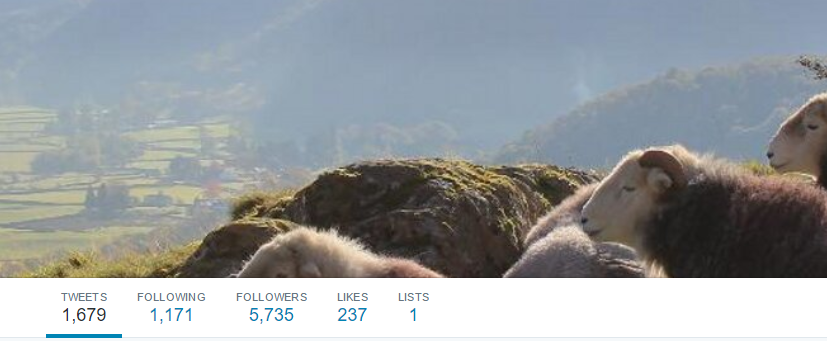 TWEETS FOLLOWING FOLLOWERS LIKES LISTS
1,679 1,171 5,735 237 1